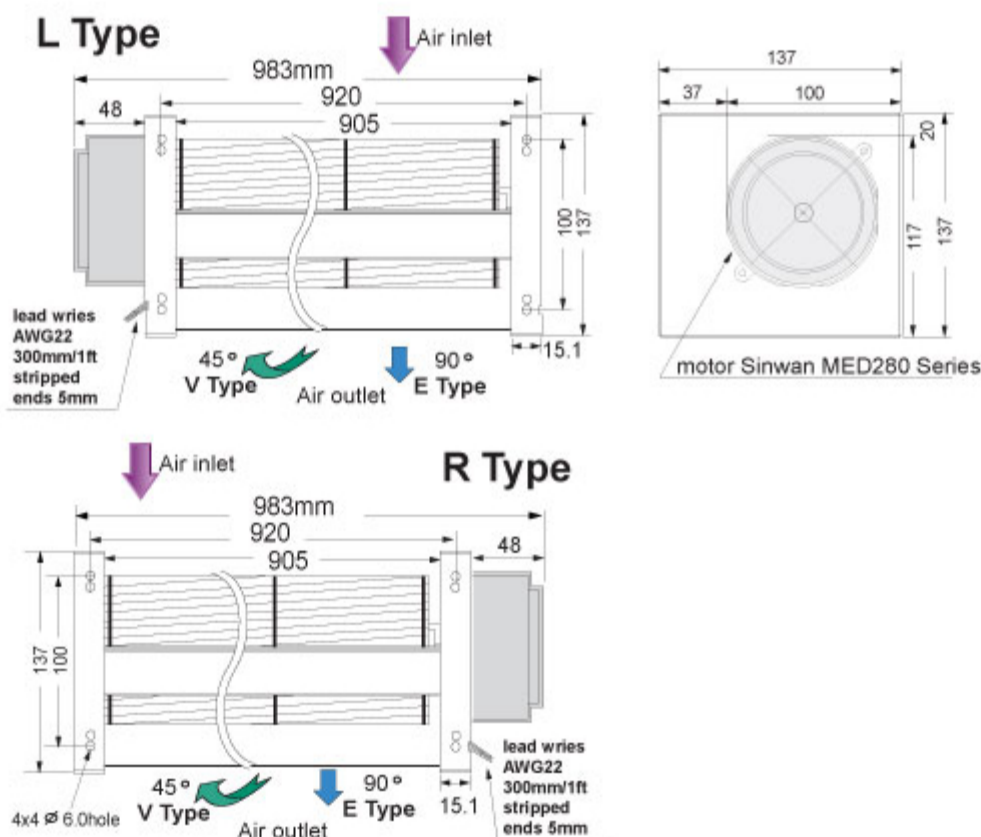 L Type
Air inlet
983mm
48
920
905
100
137
lead wries
AWG22
300mm/1ft
stripped
ends 5mm
45°
V Type
Air outlet
90°
E Type
15.1
137
37
100
20
117
137
motor Sinwan MED280 Series
Air inlet
R Type
983mm
920
48
905
137
100
4x4 Ø 6.0hole
45°
V Type
Air outlet
90°
E Type
15.1
lead wries
AWG22
300mm/1ft
stripped
ends 5mm